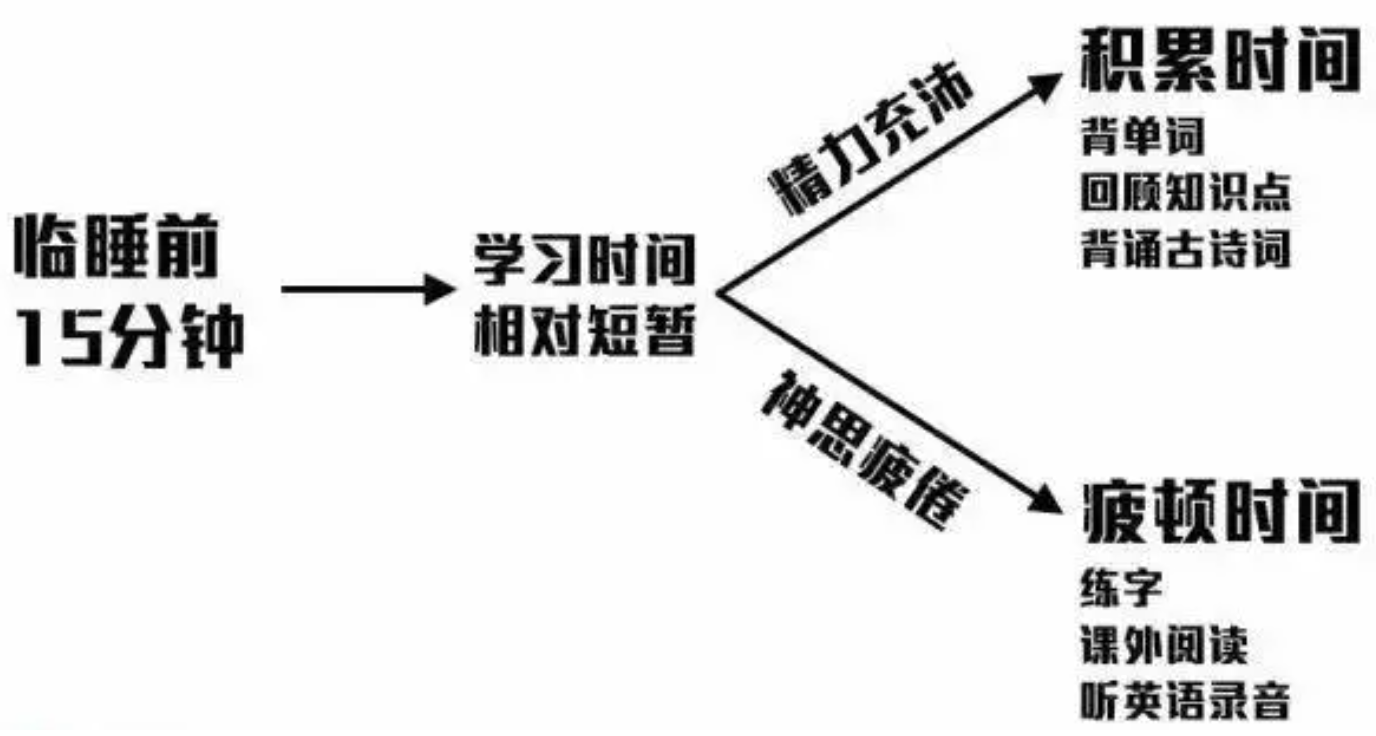 临睡前
15分钟
学习时间
相对短暂
精力充沛
积累时间
背单词
回顾知识点
背诵古诗词
神思疲倦
疲顿时间
练字
课外阅读
听英语录音